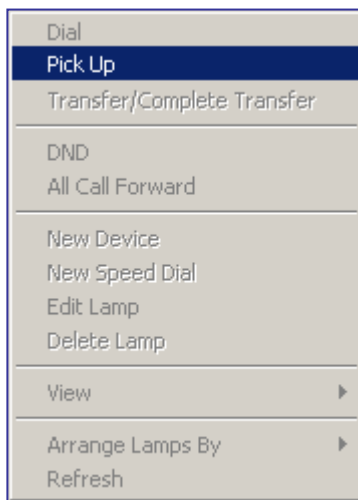 Dial
Pick Up
Transfer/Complete Transfer
DND
All Call Forward
New Device
New Speed Dial
Edit Lamp
Delete Lamp
View
Arrange Lamps By
Refresh